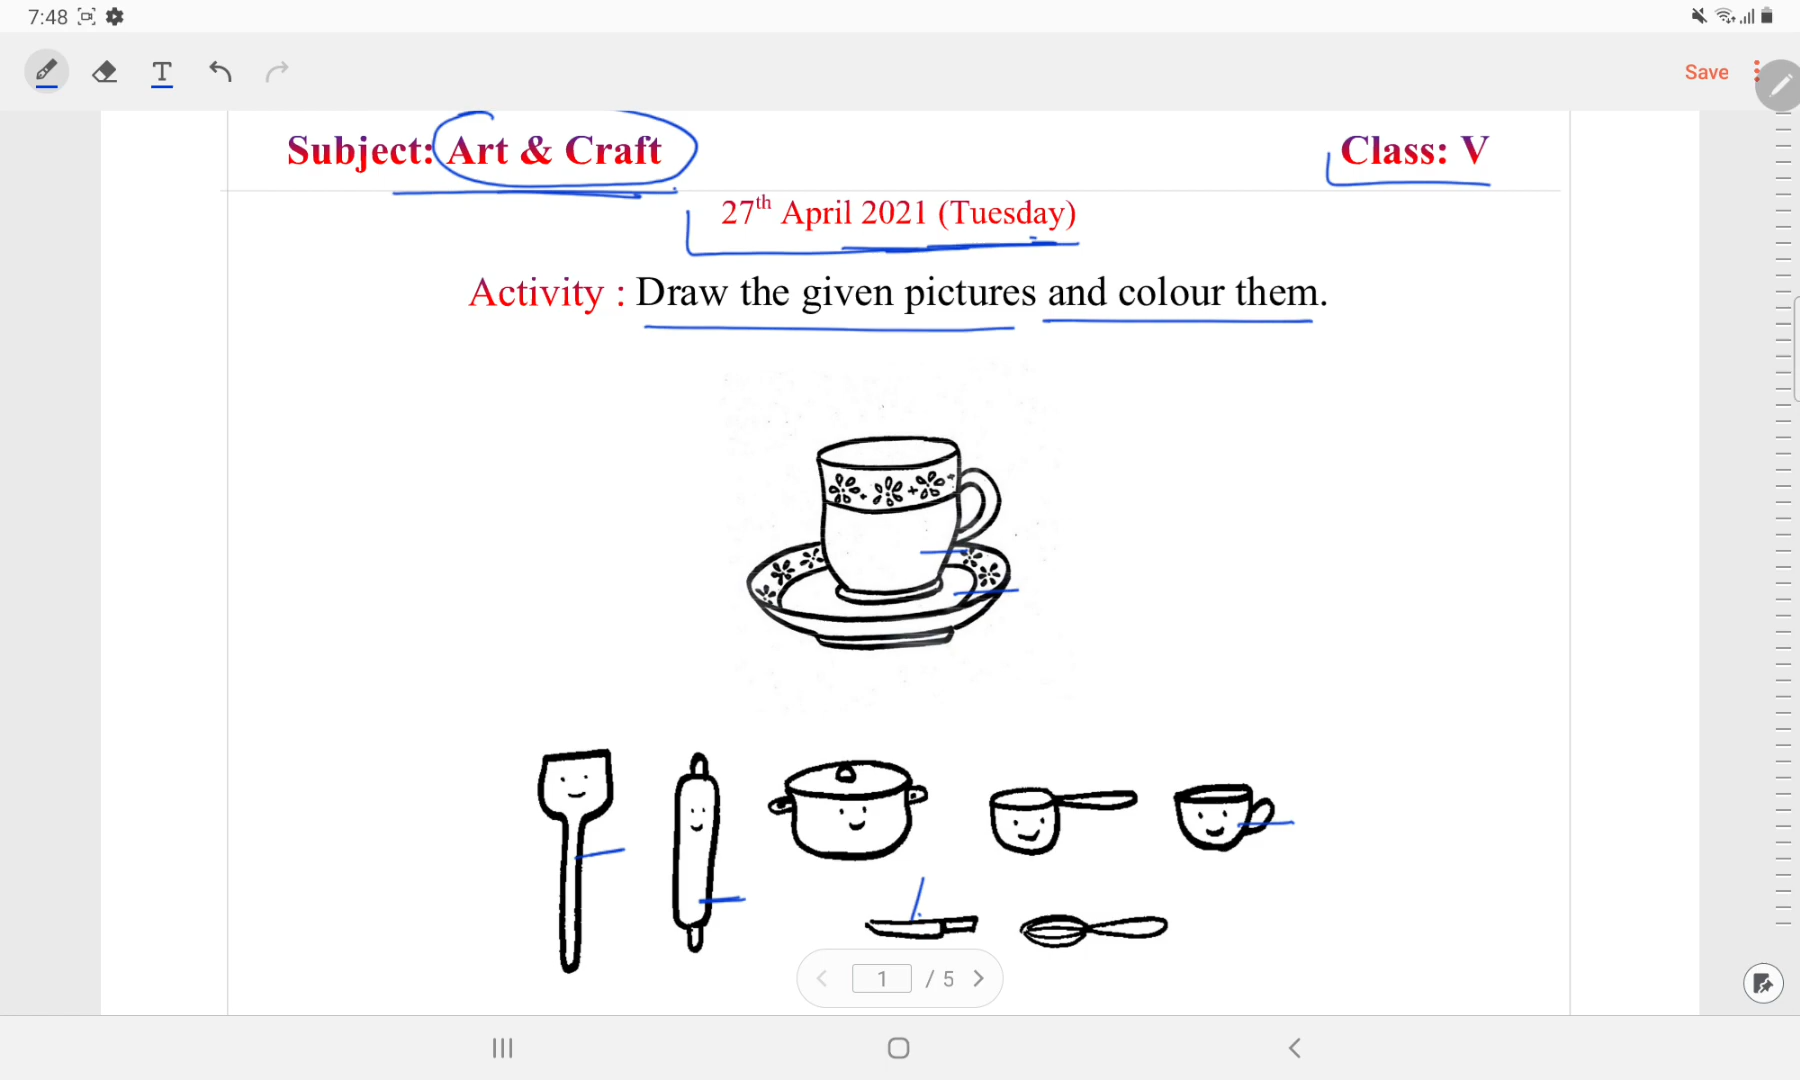 7:48
T
Save
Subject: Art & Craft
Class: V
27th April 2021 (Tuesday)
Activity : Draw the given pictures and colour them.
1 / 5